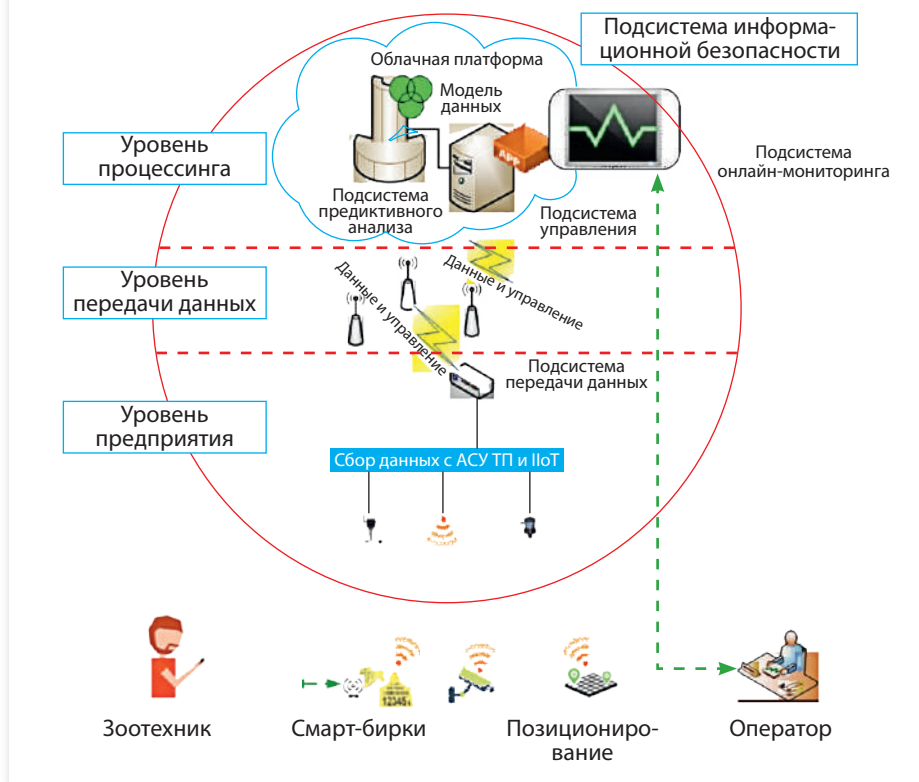 Подсистема информа-
ционной безопасности
Облачная платформа
Модель
данных
APP
Уровень
процессинга
Подсистема
онлайн-мониторинга
Подсистема
предиктивного
анализа
Подсистема
управления
Уровень
передачи данных
Данные и управление
Данные и управление
Подсистема
передачи данных
Уровень
предприятия
Сбор данных с АСУ ТП и IIoT
12345
Зоотехник
Смарт-бирки
Позициониро-
вание
Оператор